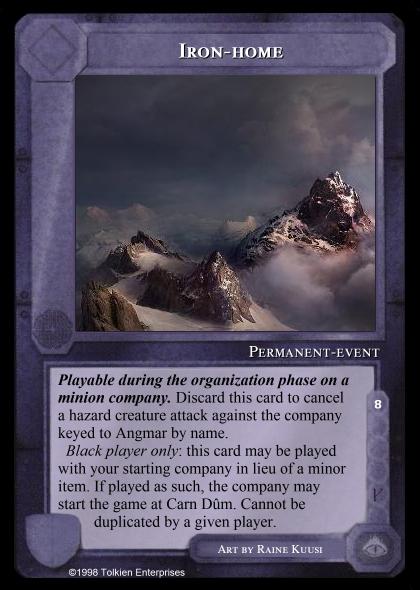 Iron-home
Permanent-event
Playable during the organization phase on a
minion company. Discard this card to cancel
a hazard creature attack against the company
keyed to Angmar by name.
Black player only: this card may be played
with your starting company in lieu of a minor
item. If played as such, the company may
start the game at Carn Dûm. Cannot be
duplicated by a given player.
8
Art by Raine Kuusi
©1998 Tolkien Enterprises